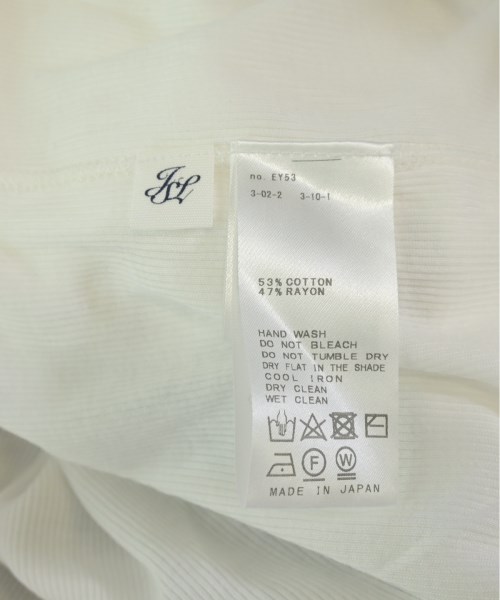 J&L
no. EY53
3-02-2 3-10-1
53% COTTON
47% RAYON
HAND WASH
DO NOT BLEACH
DO NOT TUMBLE DRY
DRY FLAT IN THE SHADE
COOL IRON
DRY CLEAN
WET CLEAN
F W
MADE IN JAPAN